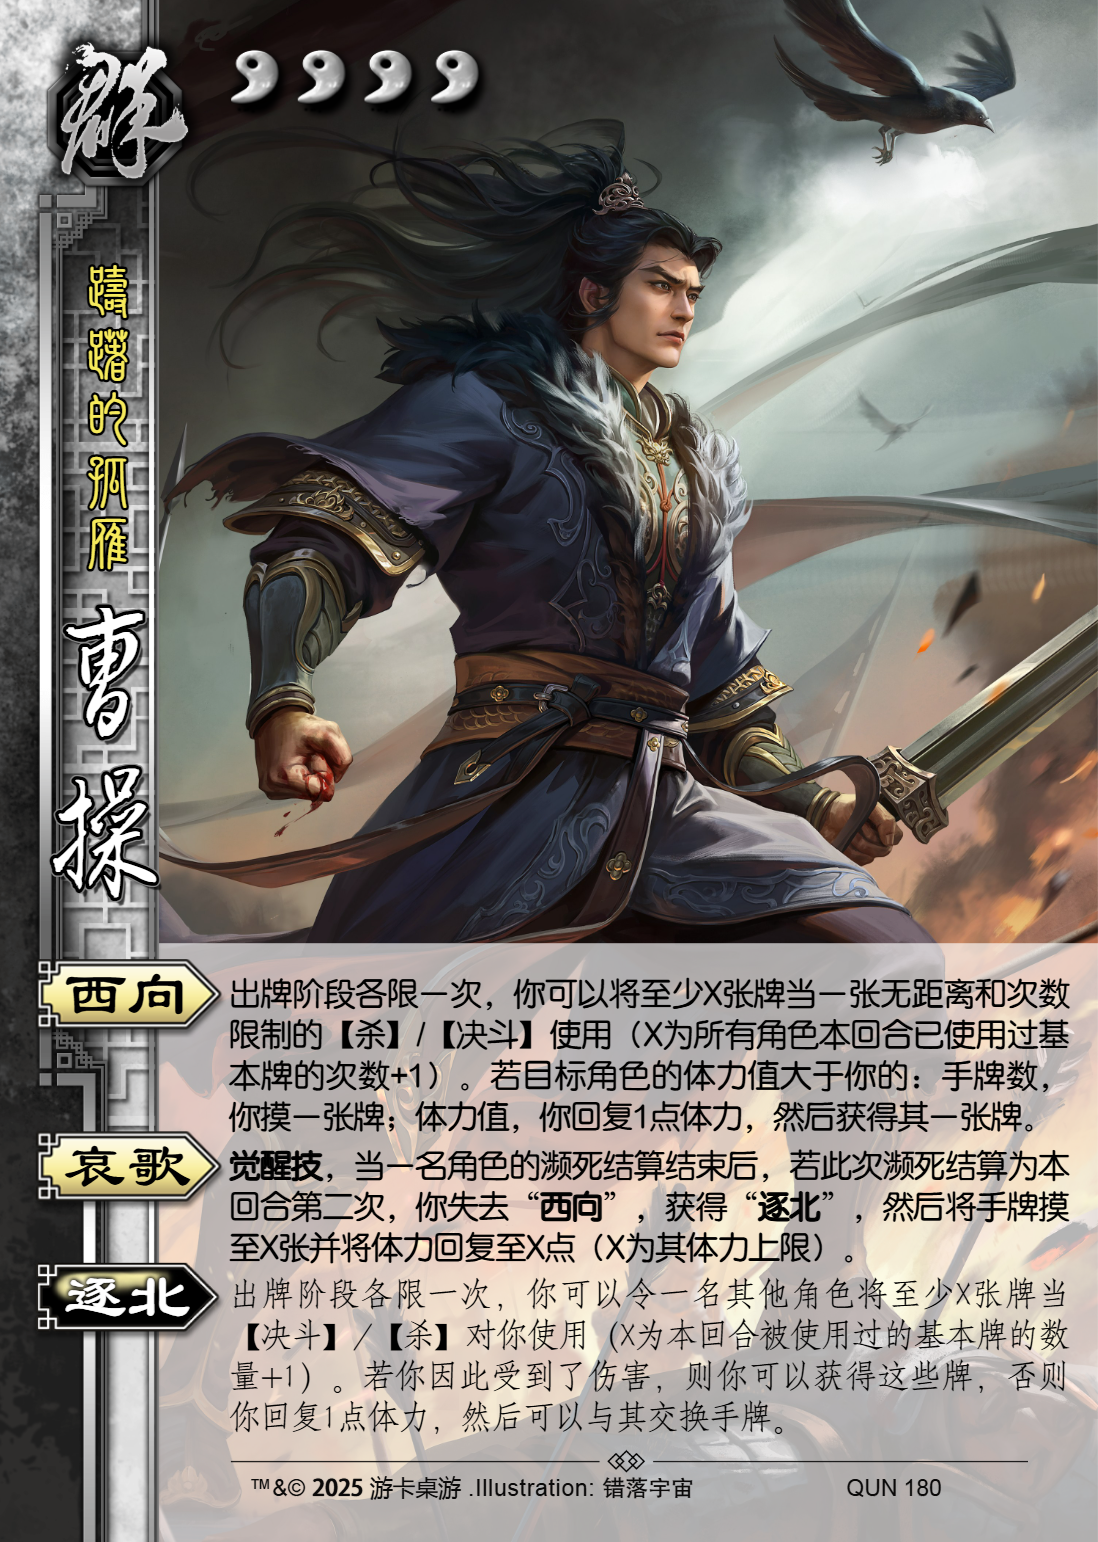 群
躊躇的孤雁
曹操
西向
出牌阶段各限一次，你可以将至少X张牌当一张无距离和次数
限制的【杀】/【决斗】使用（X为所有角色本回合已使用过基
本牌的次数+1）。若目标角色的体力值大于你的：手牌数，
你摸一张牌；体力值，你回复1点体力，然后获得其一张牌。
哀歌
觉醒技，当一名角色的濒死结算结束后，若此次濒死结算为本
回合第二次，你失去“西向”，获得“逐北”，然后将手牌摸
至X张并将体力回复至X点（X为其体力上限）。
逐北
出牌阶段各限一次，你可以令一名其他角色将至少X张牌当
【决斗】/【杀】对你使用（X为本回合被使用过的基本牌的数
量+1）。若你因此受到了伤害，则你可以获得这些牌，否则
你回复1点体力，然后可以与其交换手牌。
™&© 2025 游卡桌游 .Illustration: 错落宇宙 QUN 180